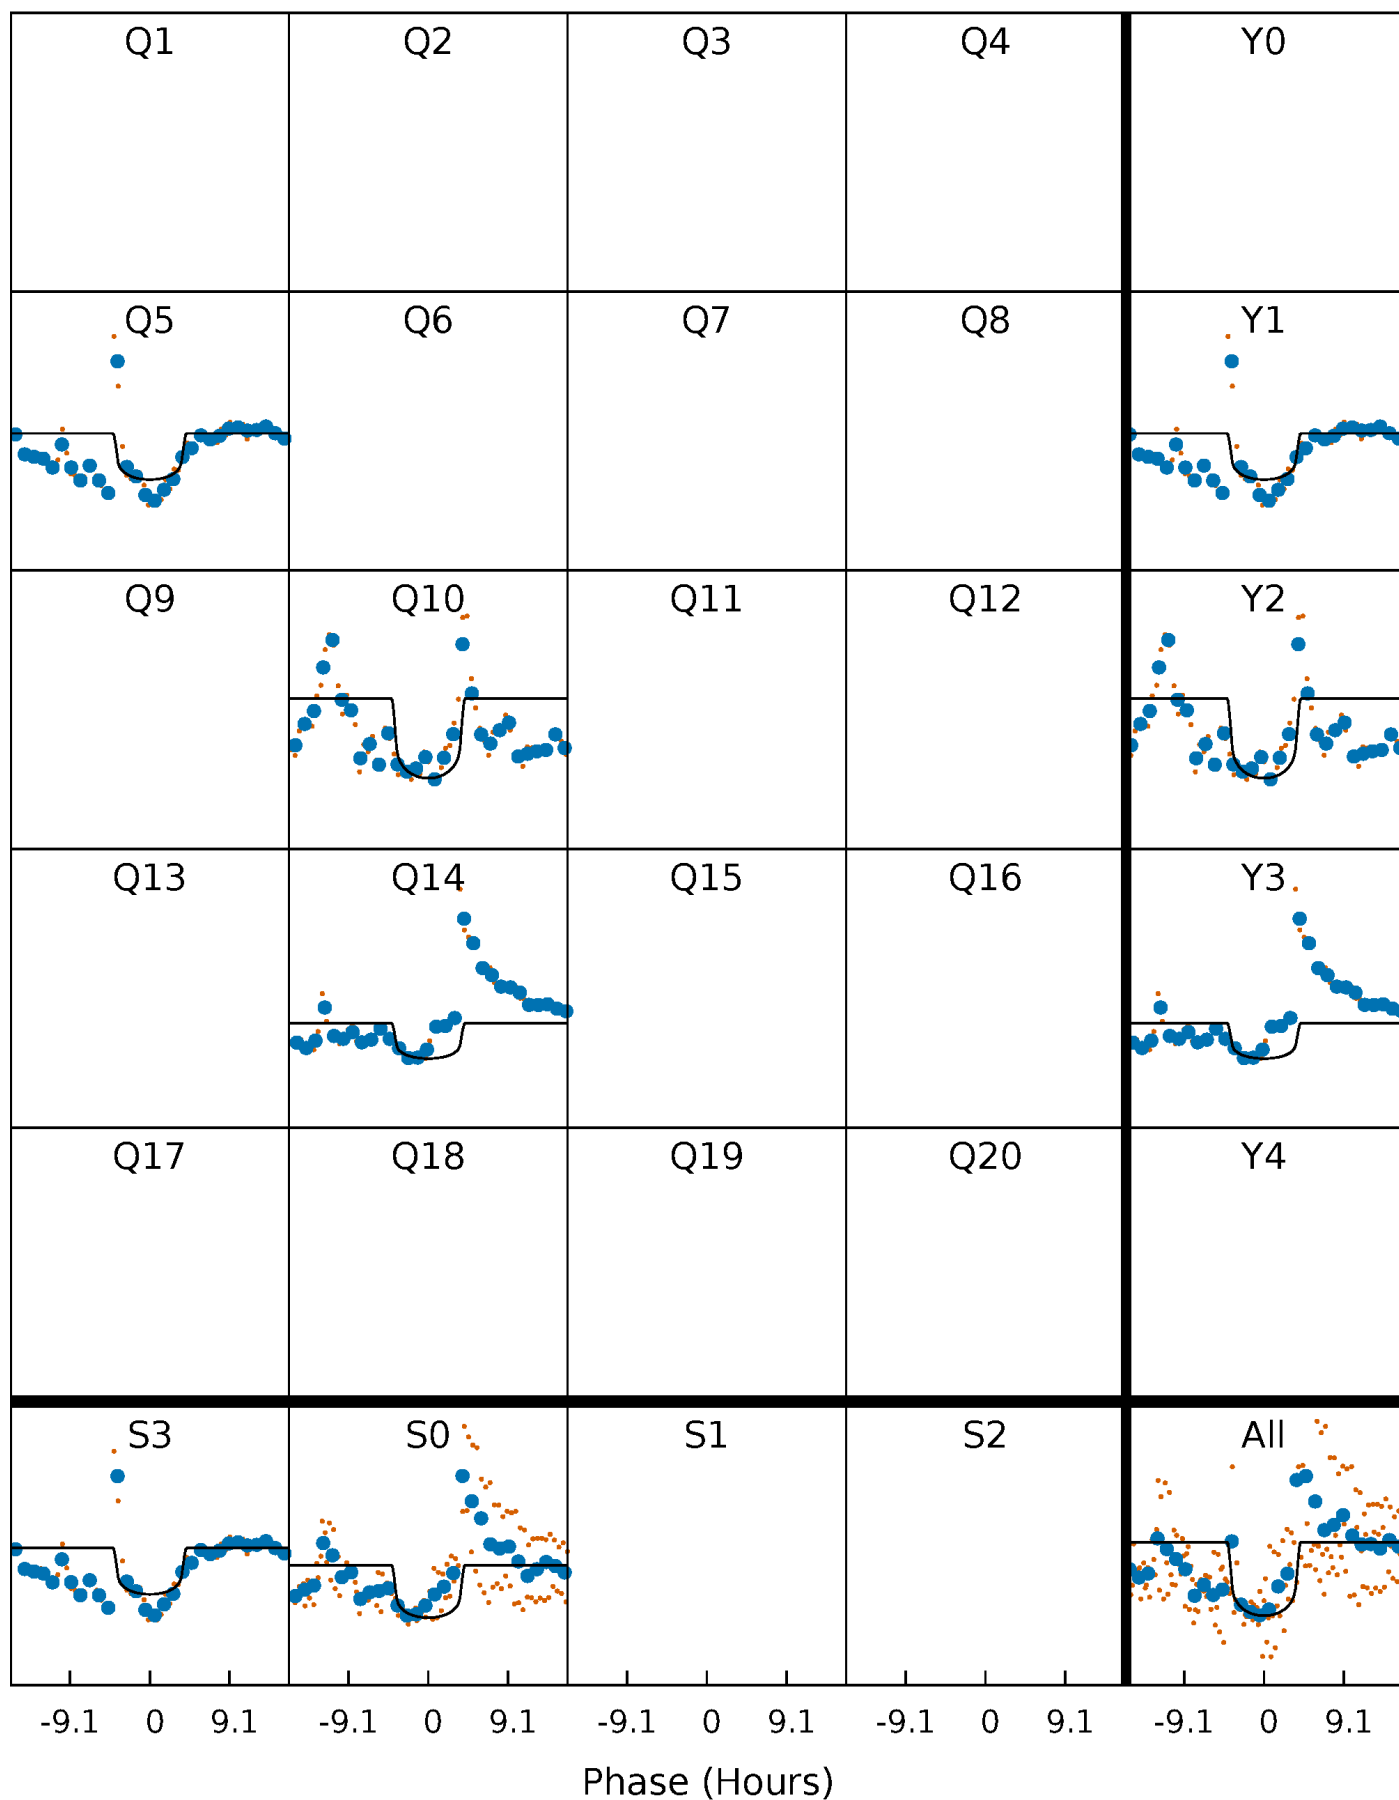 Q1 Q2 Q3 Q4 Y0
Q5 Q6 Q7 Q8 Y1
Q9 Q10 Q11 Q12 Y2
Q13 Q14 Q15 Q16 Y3
Q17 Q18 Q19 Q20 Y4
S3 S0 S1 S2 All
-9.1 0 9.1 -9.1 0 9.1 -9.1 0 9.1 -9.1 0 9.1 -9.1 0 9.1
Phase (Hours)